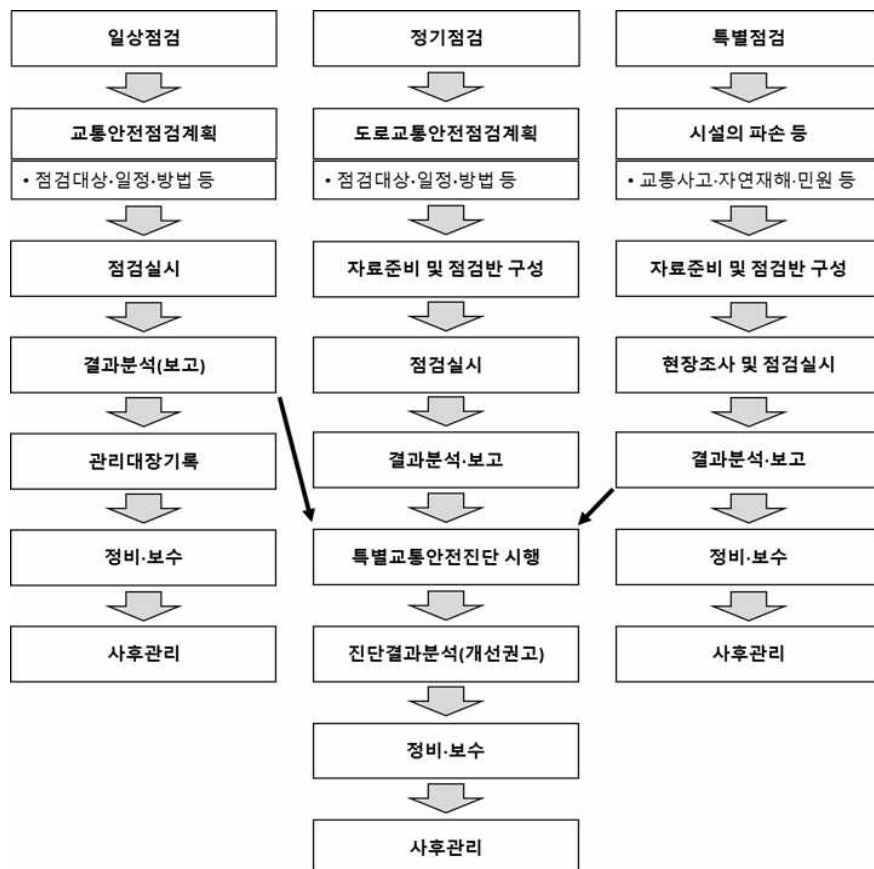 일상점검
교통안전점검계획
• 점검대상·일정·방법 등
점검실시
결과분석(보고)
관리대장기록
정비·보수
사후관리
정기점검
도로교통안전점검계획
• 점검대상·일정·방법 등
자료준비 및 점검반 구성
점검실시
결과분석·보고
특별교통안전진단 시행
진단결과분석(개선권고)
정비·보수
사후관리
특별점검
시설의 파손 등
• 교통사고·자연재해·민원 등
자료준비 및 점검반 구성
현장조사 및 점검실시
결과분석·보고
정비·보수
사후관리